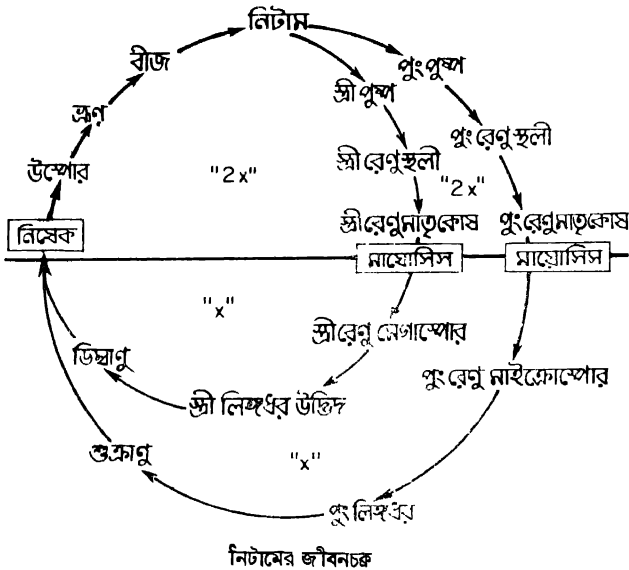 নিটাম
বীজ
পুংপুষ্প
স্ত্রী পুষ্প
ভ্রূণ
পুং রেণুস্থলী
স্ত্রী রেণুস্থলী
উস্পোর
"2x"
"2x"
স্ত্রীরেণুমাতৃকোষ
পুংরেণুমাতৃকোষ
নিষেক
মায়োসিস
মায়োসিস
"x"
স্ত্রীরেণু মেগাস্পোর
ডিম্বাণু
পুংরেণু মাইক্রোস্পোর
স্ত্রী লিঙ্গধর উদ্ভিদ
শুক্রাণু
"x"
পুংলিঙ্গধর
নিটামের জীবনচক্র